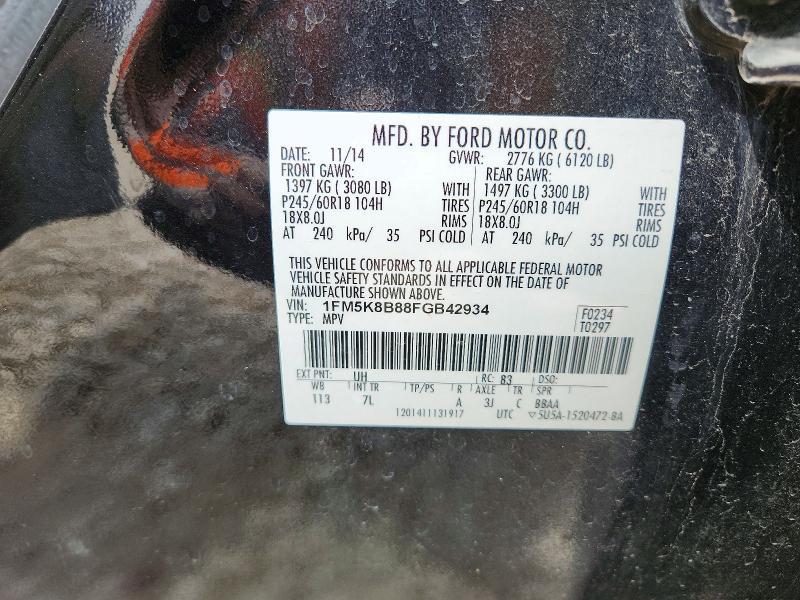 MFD. BY FORD MOTOR CO.
DATE: 11/14 GVWR: 2776 KG ( 6120 LB)
FRONT GAWR: REAR GAWR:
1397 KG ( 3080 LB) WITH 1497 KG ( 3300 LB) WITH
P245/60R18 104H TIRES P245/60R18 104H TIRES
18X8.0J RIMS 18X8.0J RIMS
AT 240 kPa/ 35 PSI COLD AT 240 kPa/ 35 PSI COLD
THIS VEHICLE CONFORMS TO ALL APPLICABLE FEDERAL MOTOR
VEHICLE SAFETY STANDARDS IN EFFECT ON THE DATE OF
MANUFACTURE SHOWN ABOVE.
VIN: 1FM5K8B88FGB42934 F0234
TYPE: MPV T0297
EXT PNT: UH RC: 83 DSO:
WB INT TR TP/PS R AXLE TR SPR
113 7L A 3J C BBAA
1201411131917 UTC ▽5U5A-1520472-BA